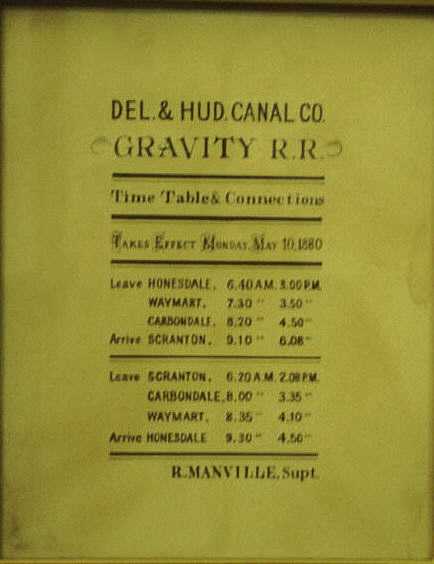 DEL. & HUD. CANAL CO.
GRAVITY R.R.
Time Table & Connections
TAKES EFFECT MONDAY, MAY 10, 1880
Leave HONESDALE, 6.40 A.M. 3.00 P.M.
WAYMART, 7.30 " 3.50 "
CARBONDALE, 8.20 " 4.50 "
Arrive SCRANTON, 9.10 " 6.08 "
Leave SCRANTON, 6.20 A.M. 2.08 P.M.
CARBONDALE, 8.00 " 3.35 "
WAYMART, 8.35 " 4.10 "
Arrive HONESDALE 9.30 " 4.50 "
R. MANVILLE, Supt.